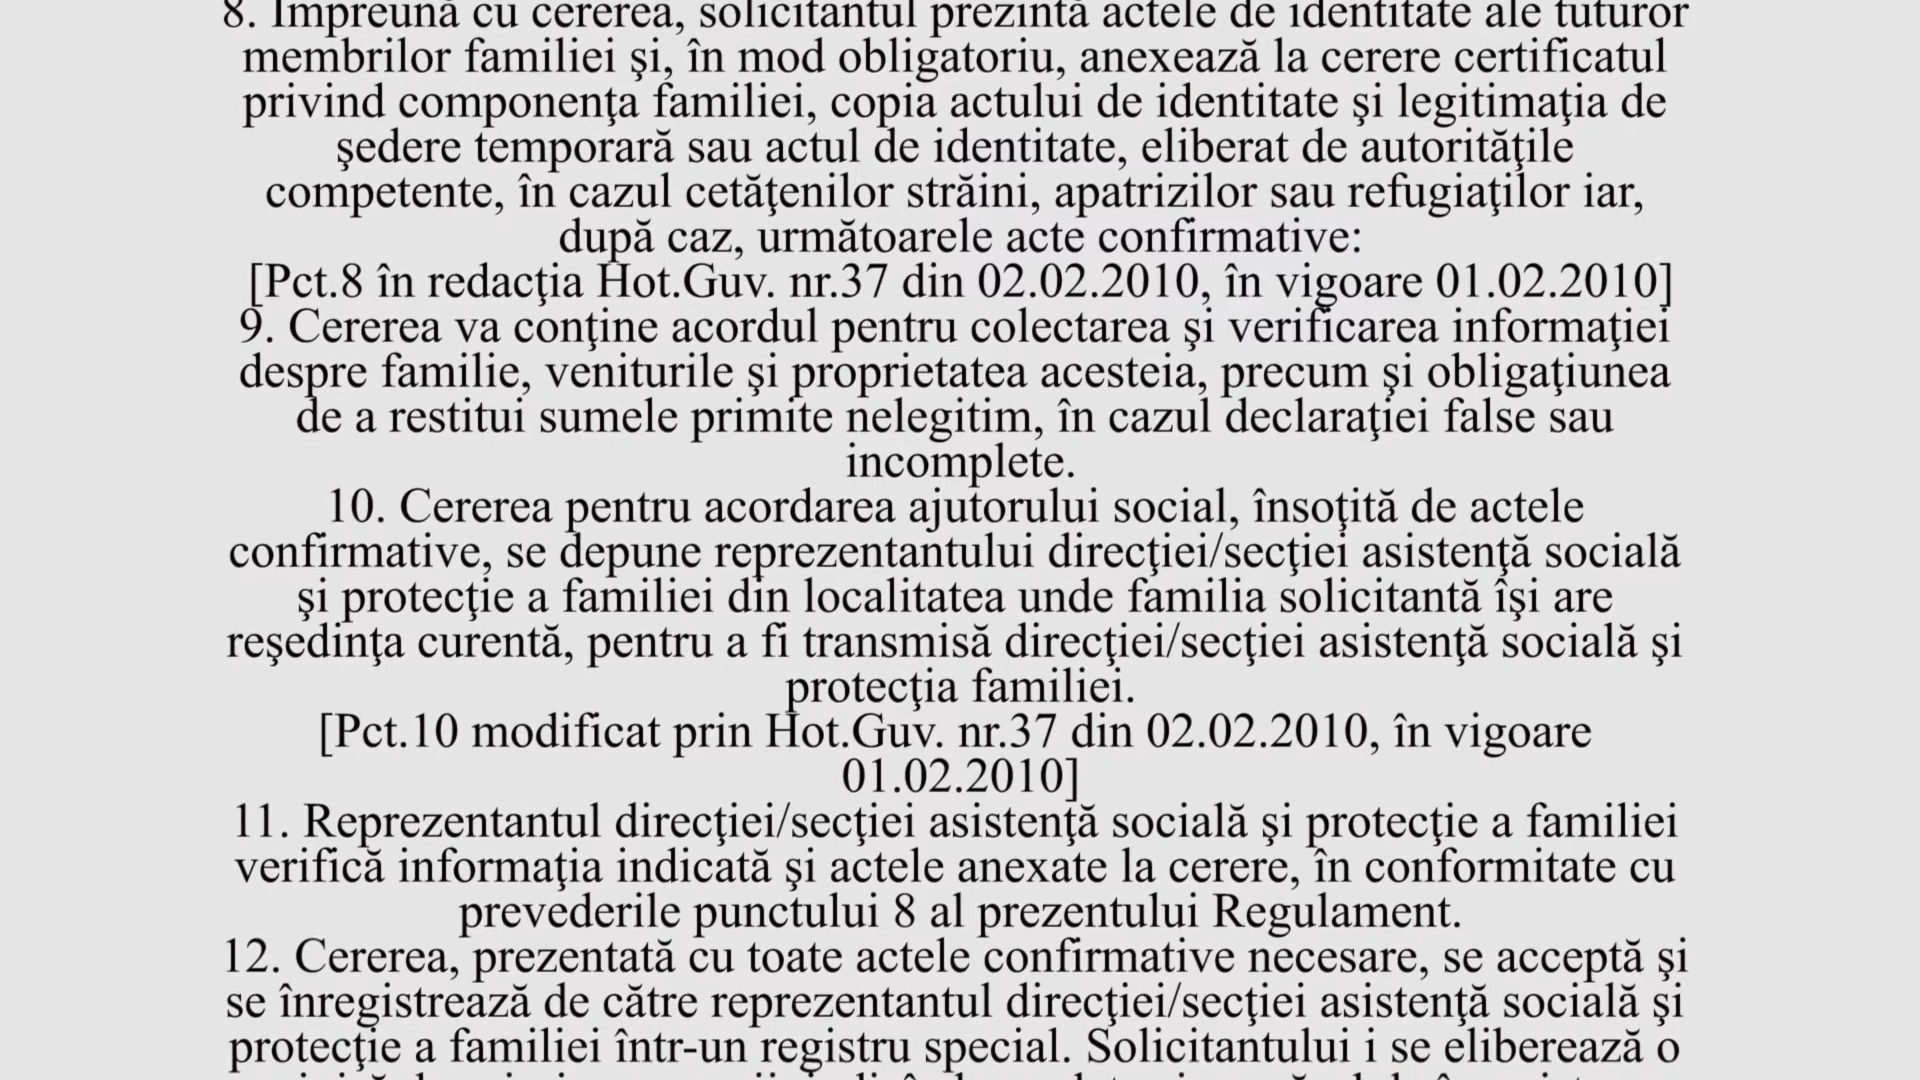 8. Împreună cu cererea, solicitantul prezintă actele de identitate ale tuturor
membrilor familiei şi, în mod obligatoriu, anexează la cerere certificatul
privind componenţa familiei, copia actului de identitate şi legitimaţia de
şedere temporară sau actul de identitate, eliberat de autorităţile
competente, în cazul cetăţenilor străini, apatrizilor sau refugiaţilor iar,
după caz, următoarele acte confirmative:
[Pct.8 în redacţia Hot.Guv. nr.37 din 02.02.2010, în vigoare 01.02.2010]
9. Cererea va conţine acordul pentru colectarea şi verificarea informaţiei
despre familie, veniturile şi proprietatea acesteia, precum şi obligaţiunea
de a restitui sumele primite nelegitim, în cazul declaraţiei false sau
incomplete.
10. Cererea pentru acordarea ajutorului social, însoţită de actele
confirmative, se depune reprezentantului direcţiei/secţiei asistenţă socială
şi protecţie a familiei din localitatea unde familia solicitantă îşi are
reşedinţa curentă, pentru a fi transmisă direcţiei/secţiei asistenţă socială şi
protecţia familiei.
[Pct.10 modificat prin Hot.Guv. nr.37 din 02.02.2010, în vigoare
01.02.2010]
11. Reprezentantul direcţiei/secţiei asistenţă socială şi protecţie a familiei
verifică informaţia indicată şi actele anexate la cerere, în conformitate cu
prevederile punctului 8 al prezentului Regulament.
12. Cererea, prezentată cu toate actele confirmative necesare, se acceptă şi
se înregistrează de către reprezentantul direcţiei/secţiei asistenţă socială şi
protecţie a familiei într-un registru special. Solicitantului i se eliberează o